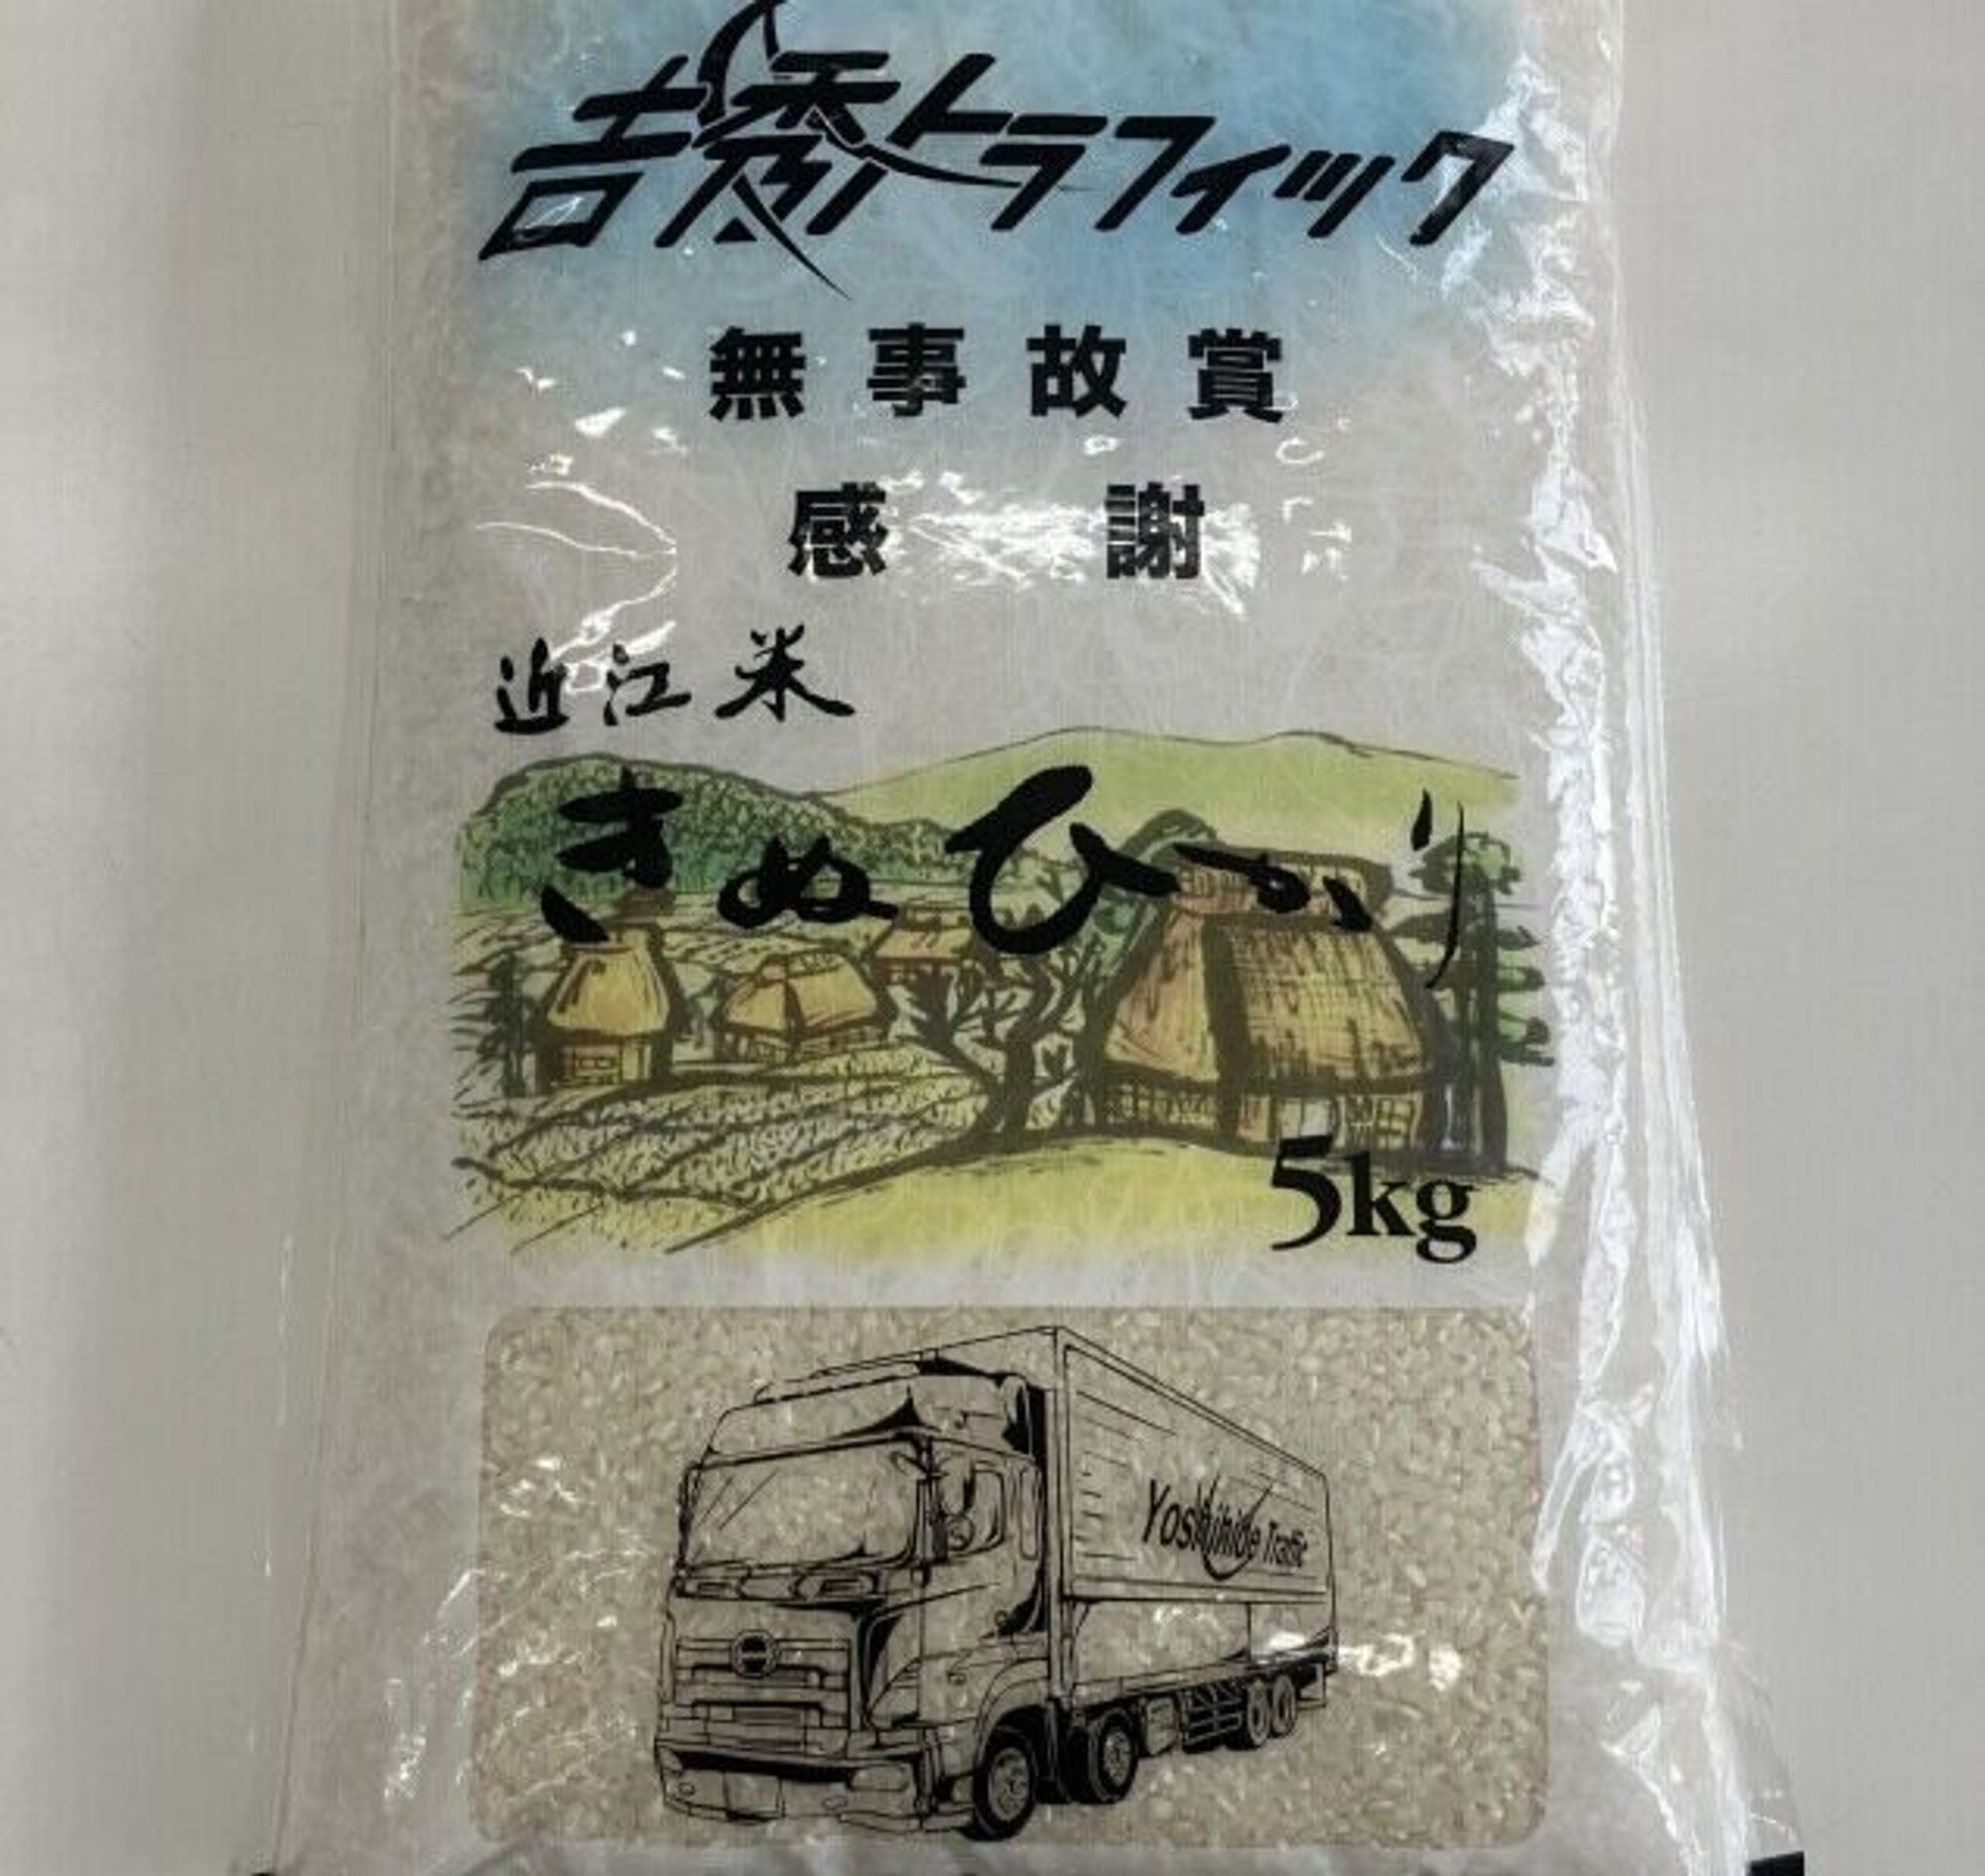 吉秀トラフィック
無事故賞
感謝
近江米
きぬひかり
5kg
Yoshihide Traffic